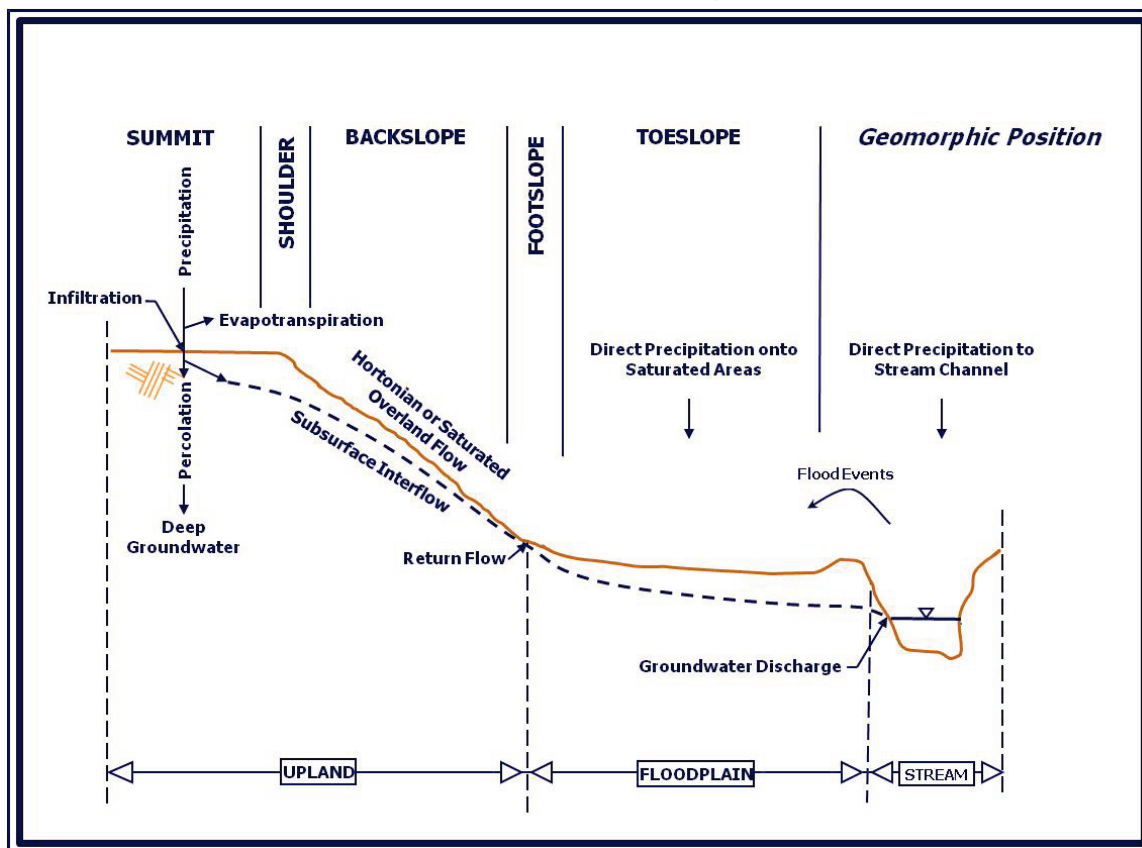 SUMMIT
SHOULDER
BACKSLOPE
FOOTSLOPE
TOESLOPE
Geomorphic Position
Precipitation
Infiltration
Evapotranspiration
Percolation
Deep
Groundwater
Hortonian or Saturated
Overland Flow
Subsurface Interflow
Return Flow
Direct Precipitation onto
Saturated Areas
Direct Precipitation to
Stream Channel
Flood Events
Groundwater Discharge
UPLAND
FLOODPLAIN
STREAM